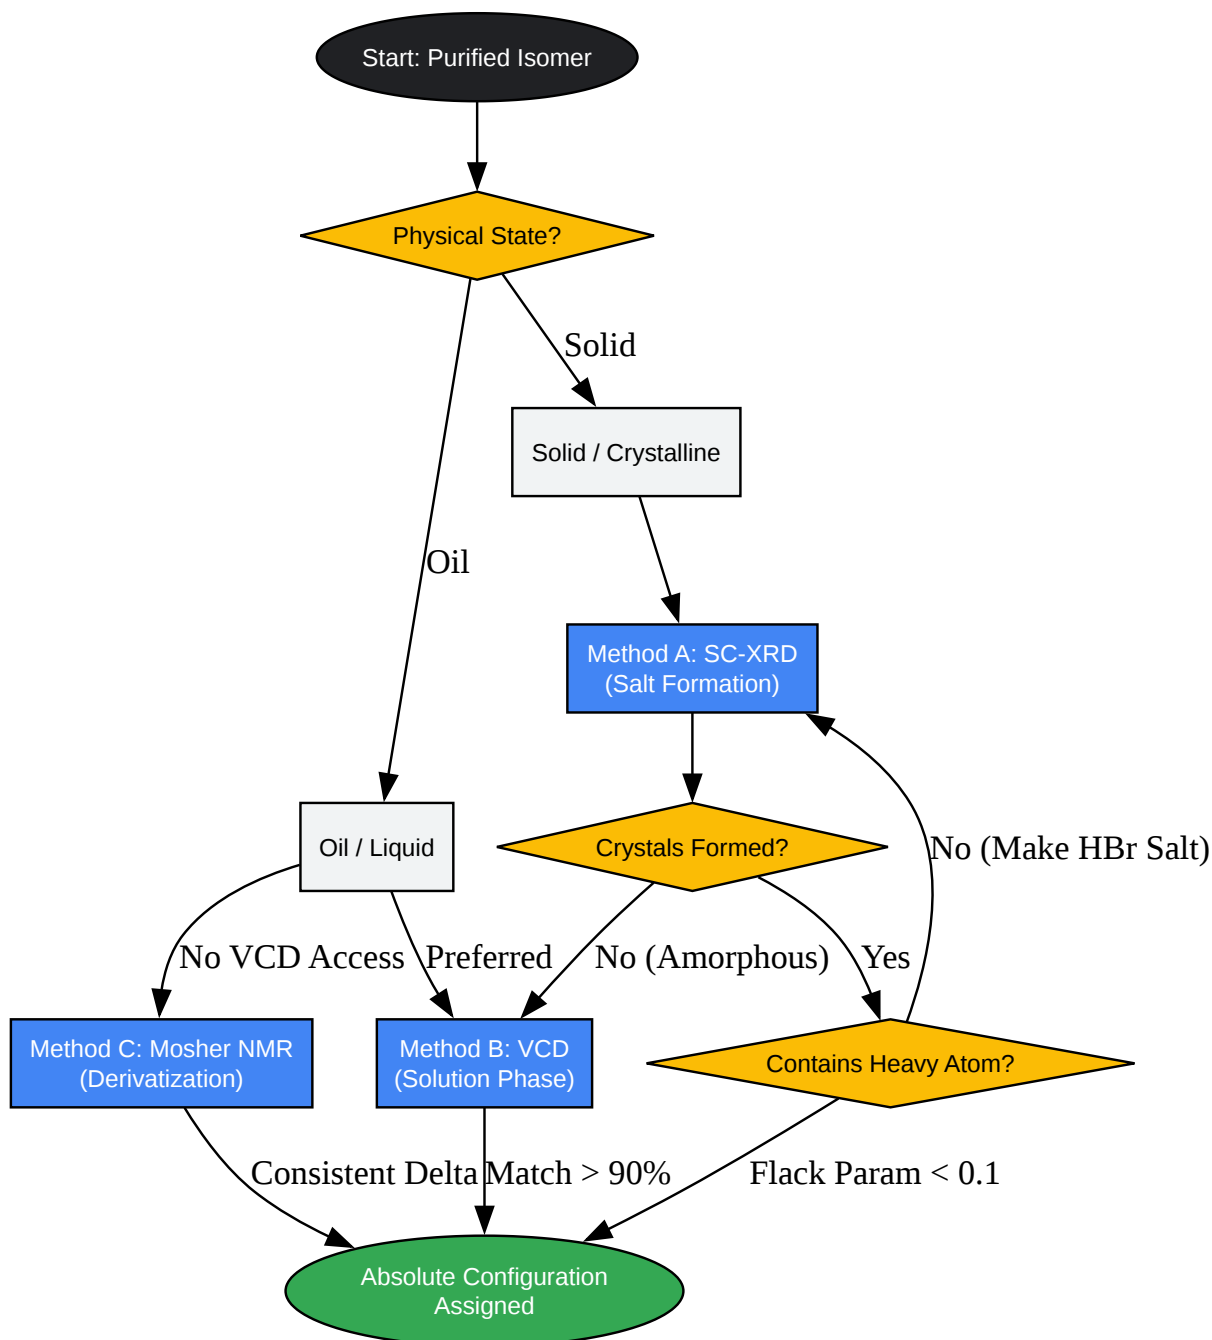 Start: Purified Isomer
Physical State?
Solid
Solid / Crystalline
Oil
Method A: SC-XRD
(Salt Formation)
Oil / Liquid
Crystals Formed?
No (Make HBr Salt)
No VCD Access
Preferred
No (Amorphous)
Yes
Method C: Mosher NMR
(Derivatization)
Method B: VCD
(Solution Phase)
Contains Heavy Atom?
Consistent Delta
Match > 90%
Flack Param < 0.1
Absolute Configuration
Assigned